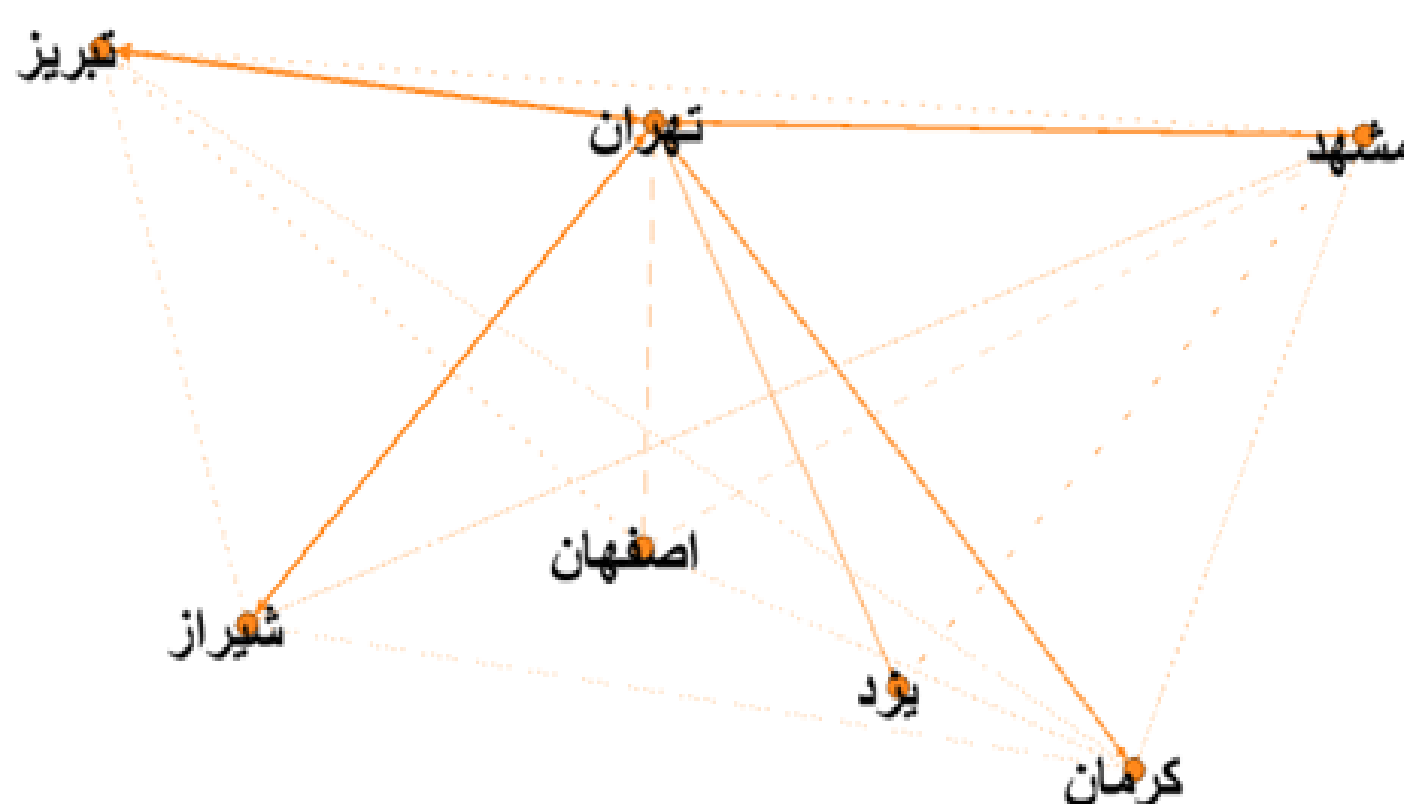 تبریز
تهران
مشهد
اصفهان
شیراز
یزد
کرمان